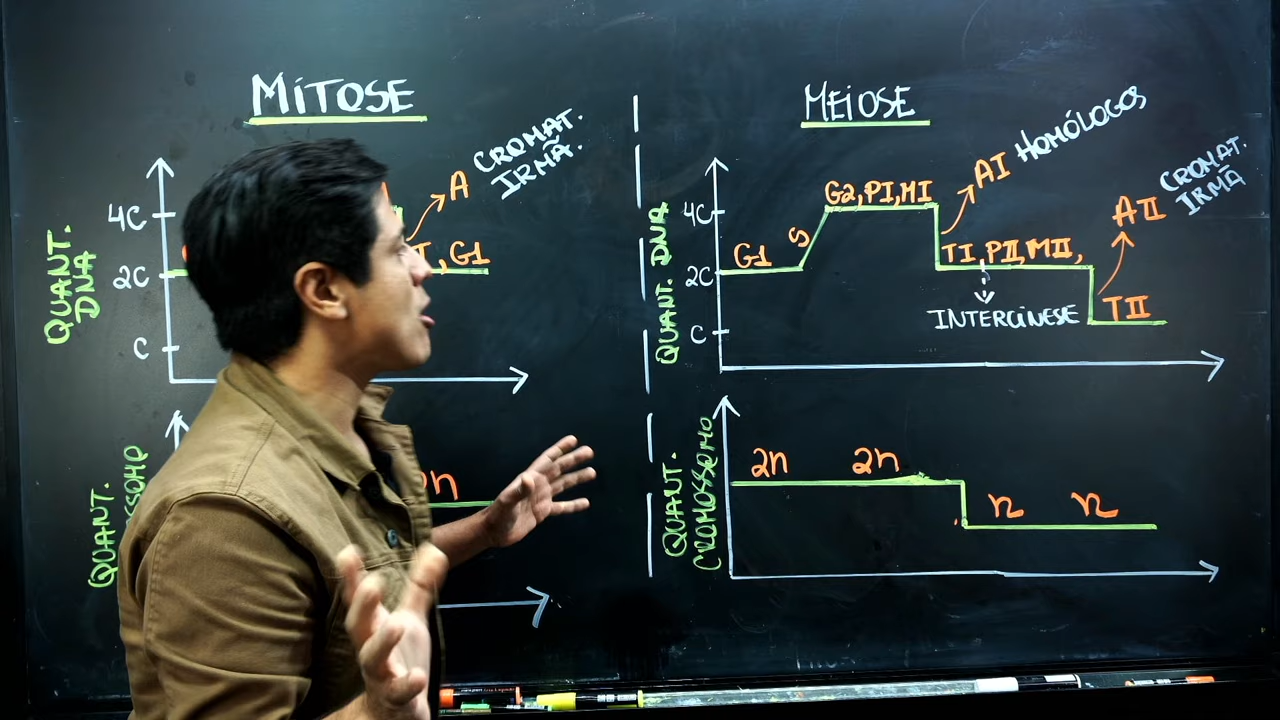 MITOSE
CROMAT.
IRMÃ.
A
4C
2C
C
QUANT.
DNA
, G1
QUANT.
MEIOSE
HOMÓLOGOS
AI
CROMAT.
IRMÃ
AII
G2,PI,MI
4C
S
G1
TI,PII,MII,
2C
INTERCINESE
TII
C
QUANT. DNA
2n 2n
n n
QUANT.
CROMOSSOMO